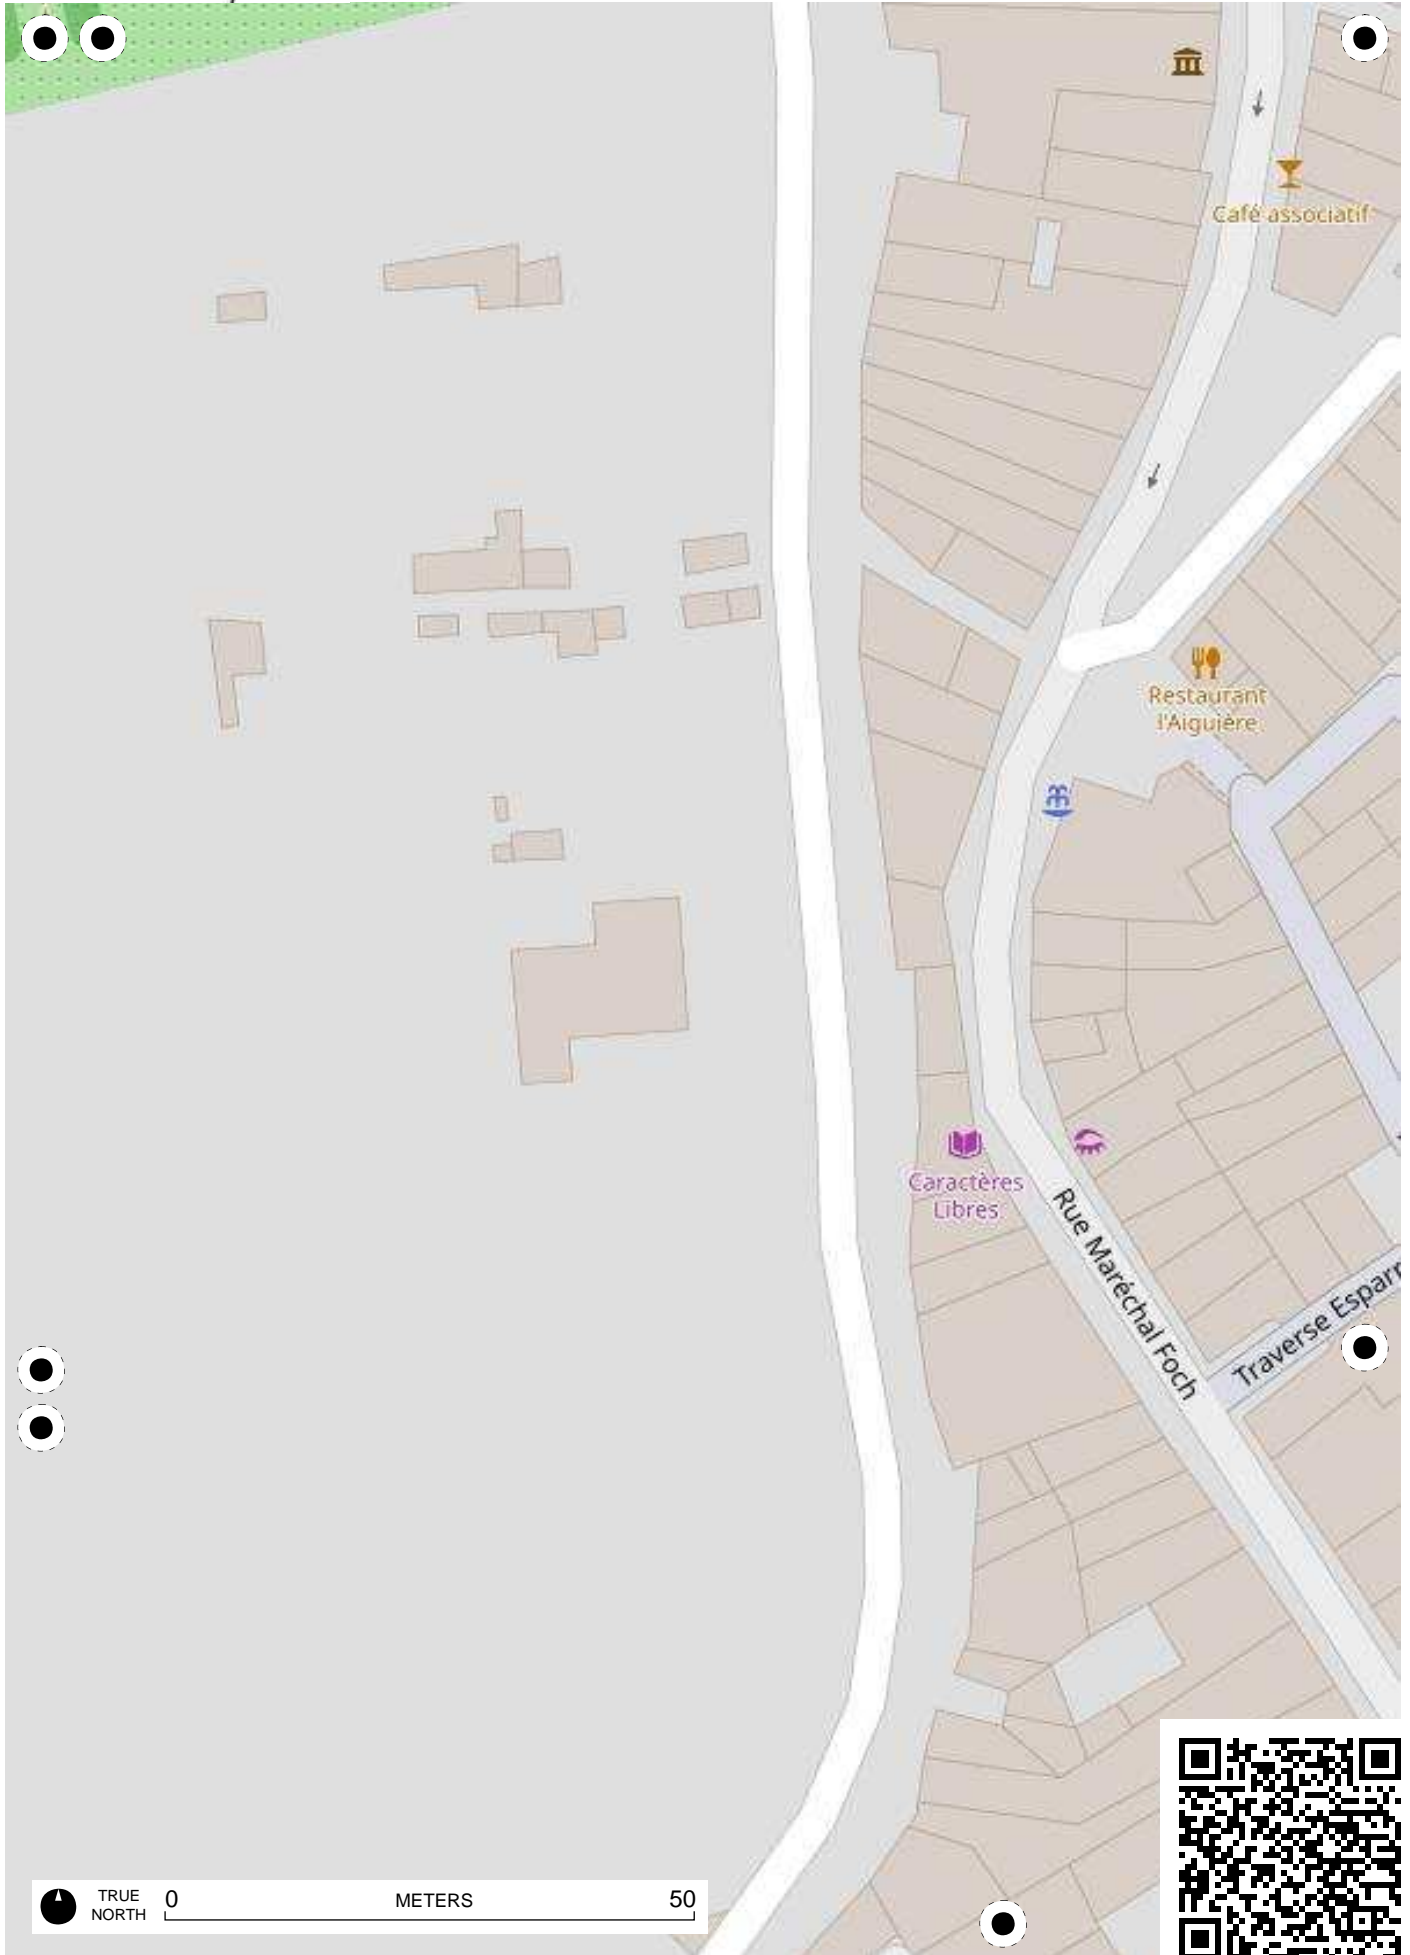 Café associatif
Restaurant
l'Aiguière
Caractères
Libres
Rue Maréchal Foch
Traverse Esparr
TRUE
NORTH
0
METERS
50